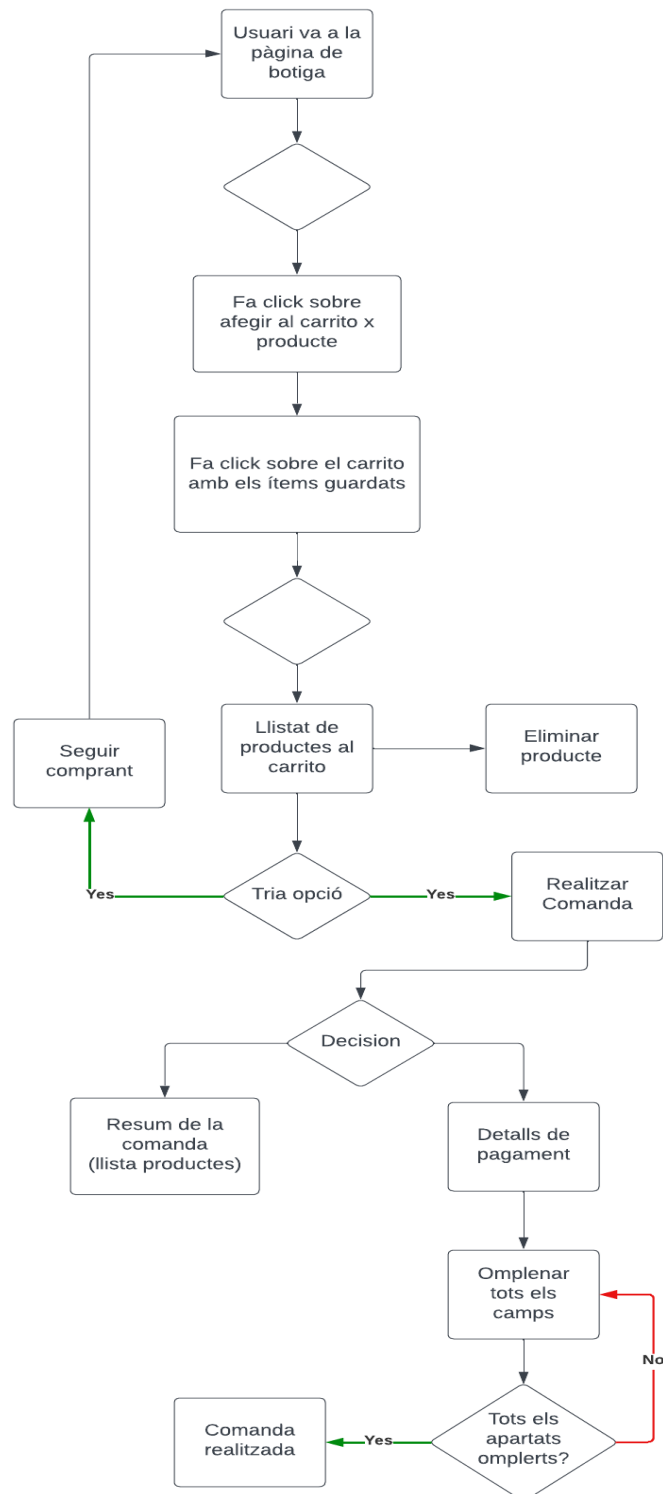 Usuari va a la
pàgina de
botiga
Fa click sobre
afegir al carrito x
producte
Fa click sobre el carrito
amb els ítems guardats
Llistat de
productes al
carrito
Eliminar
producte
Seguir
comprant
Tria opció
Yes
Yes
Realitzar
Comanda
Decision
Resum de la
comanda
(llista productes)
Detalls de
pagament
Omplenar
tots els
camps
No
Tots els
apartats
omplerts?
Yes
Comanda
realitzada